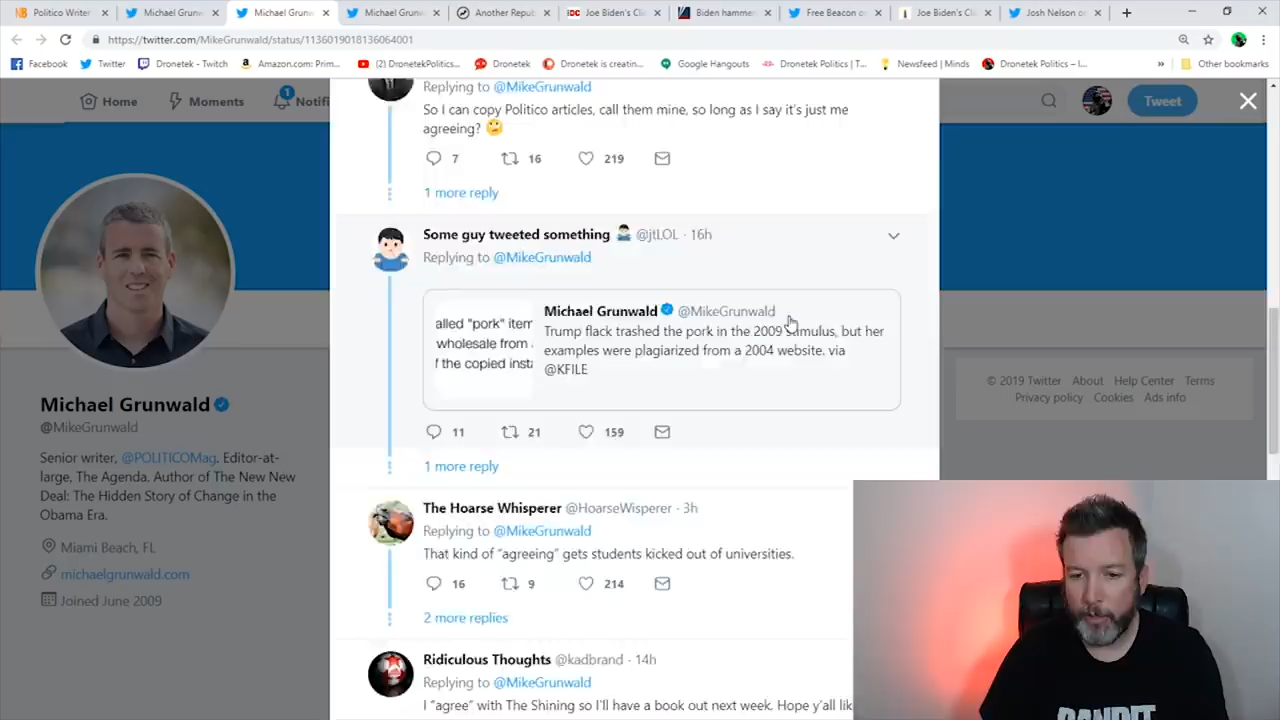 Politico Writer
Michael Grunw
Michael Grunw
Michael Grunw
Another Repub
Joe Biden's Cli
Biden hammer
Free Beacon o
Joe Biden's Cl
Josh Nelson o
https://twitter.com/MikeGrunwald/status/1136019018136064001
Facebook
Twitter
Dronetek - Twitch
Amazon.com: Prim...
(2) DronetekPolitics...
Dronetek
Dronetek is creatin...
Google Hangouts
Dronetek Politics | T...
Newsfeed | Minds
Dronetek Politics – I...
»
Other bookmarks
Home
Moments
1
Notifi
Tweet
Replying to @MikeGrunwald
So I can copy Politico articles, call them mine, so long as I say it's just me
agreeing? 🙄
7 16 219
1 more reply
Some guy tweeted something @jtLOL · 16h
Replying to @MikeGrunwald
alled "pork" item
wholesale from
f the copied insta
Michael Grunwald @MikeGrunwald
Trump flack trashed the pork in the 2009 stimulus, but her
examples were plagiarized from a 2004 website. via
@KFILE
11 21 159
1 more reply
The Hoarse Whisperer @HoarseWisperer · 3h
Replying to @MikeGrunwald
That kind of "agreeing" gets students kicked out of universities.
16 9 214
2 more replies
Ridiculous Thoughts @kadbrand · 14h
Replying to @MikeGrunwald
I "agree" with The Shining so I'll have a book out next week. Hope y'all lik
Michael Grunwald
@MikeGrunwald
Senior writer, @POLITICOMag. Editor-at-
large, The Agenda. Author of The New New
Deal: The Hidden Story of Change in the
Obama Era.
Miami Beach, FL
michaelgrunwald.com
Joined June 2009
© 2019 Twitter About Help Center Terms
Privacy policy Cookies Ads info
BANDIT